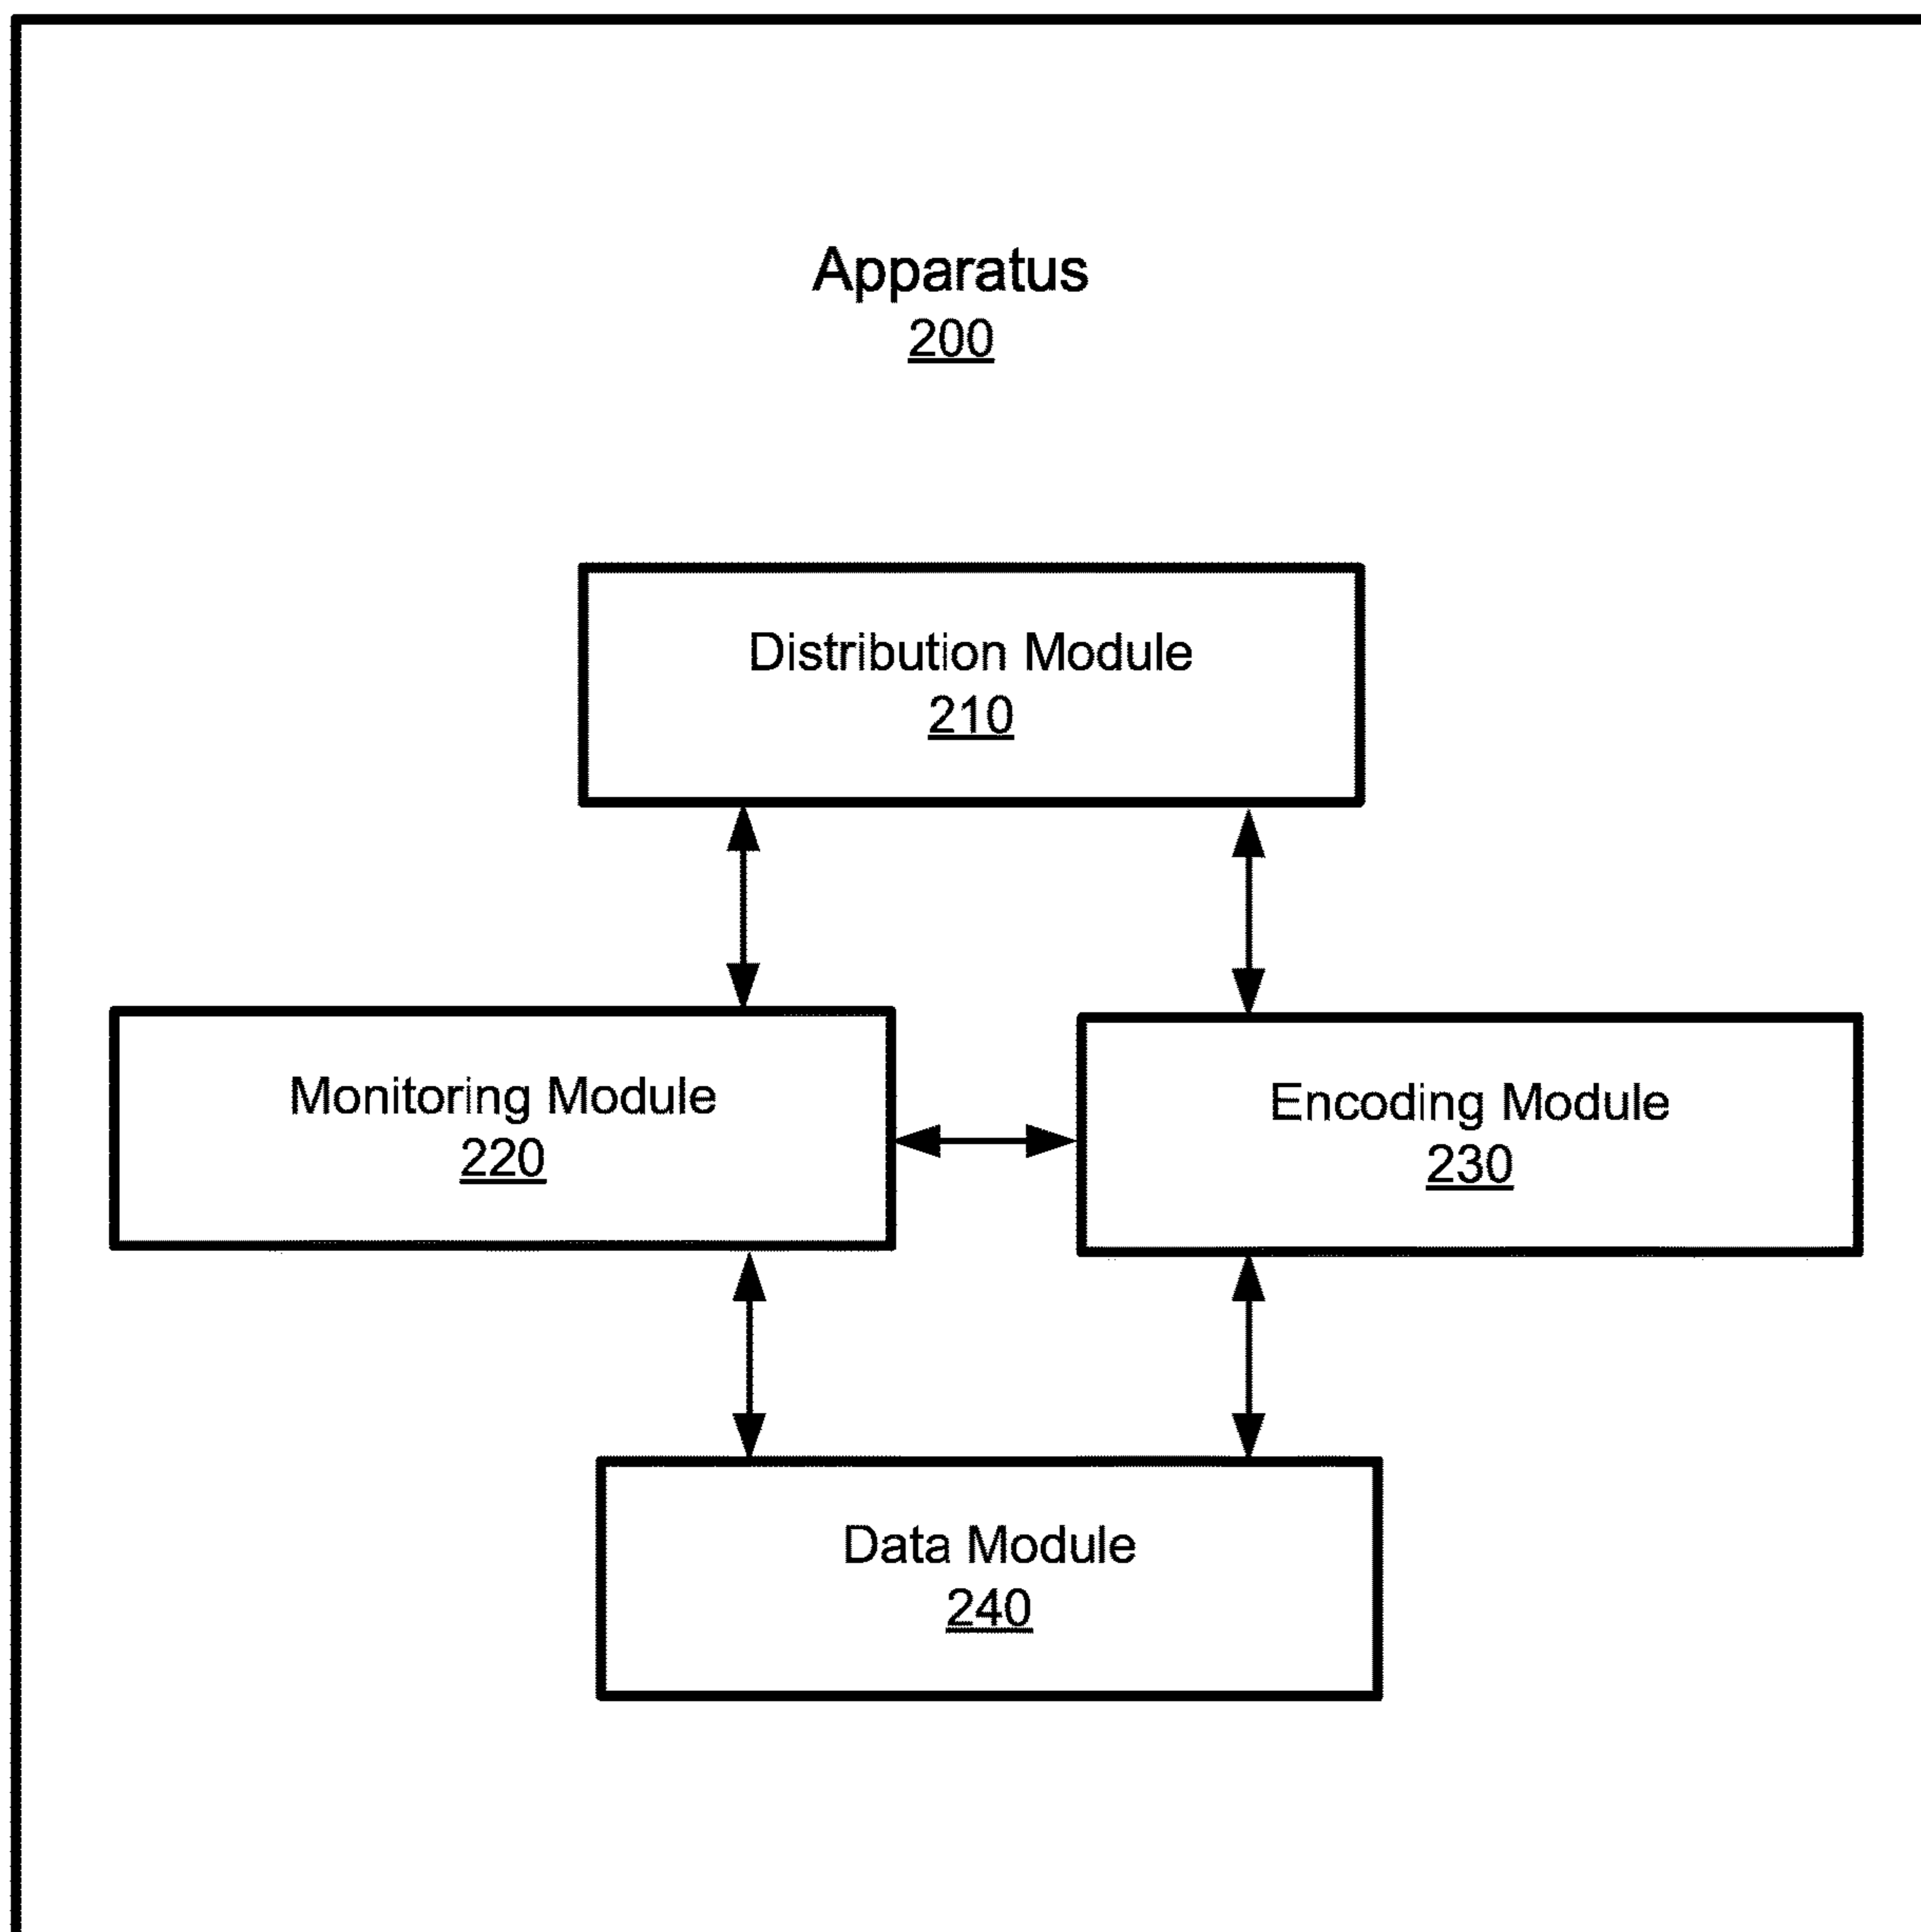 Apparatus
200
Distribution Module
210
Monitoring Module
220
Encoding Module
230
Data Module
240